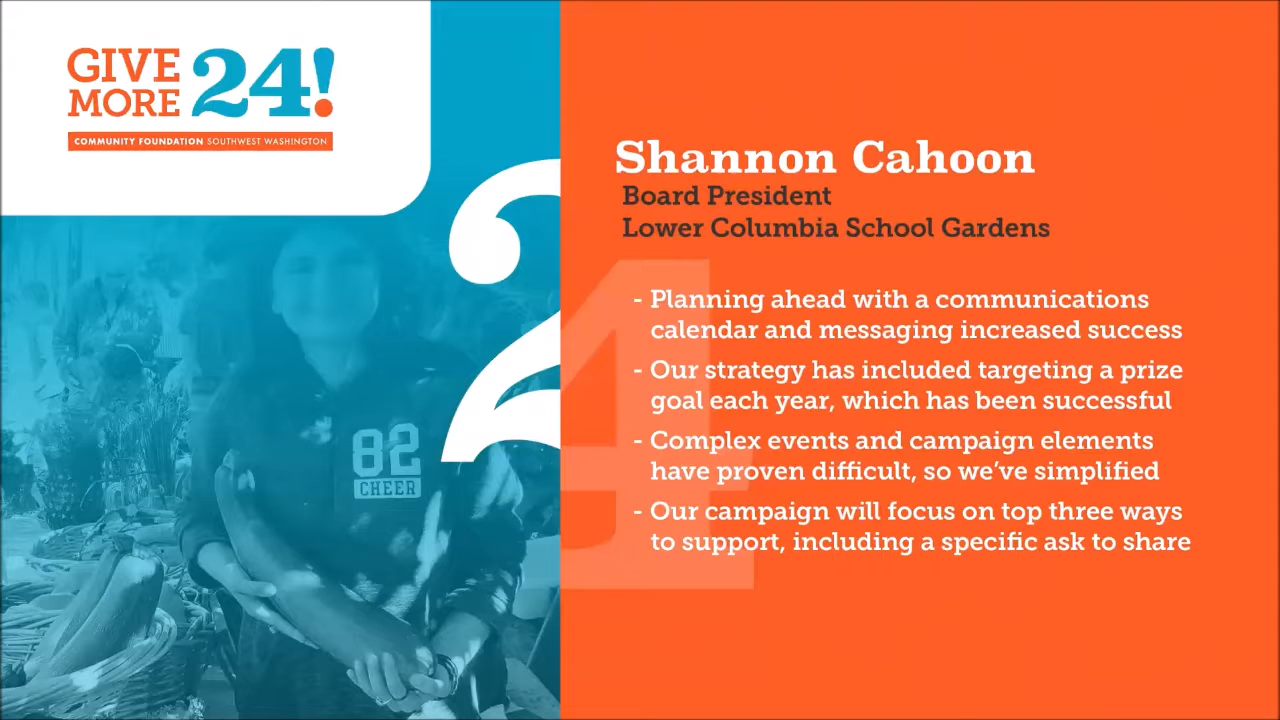 GIVE
MORE 24!
COMMUNITY FOUNDATION SOUTHWEST WASHINGTON
2
4
82
CHEER
Shannon Cahoon
Board President
Lower Columbia School Gardens
- Planning ahead with a communications
calendar and messaging increased success
- Our strategy has included targeting a prize
goal each year, which has been successful
- Complex events and campaign elements
have proven difficult, so we’ve simplified
- Our campaign will focus on top three ways
to support, including a specific ask to share